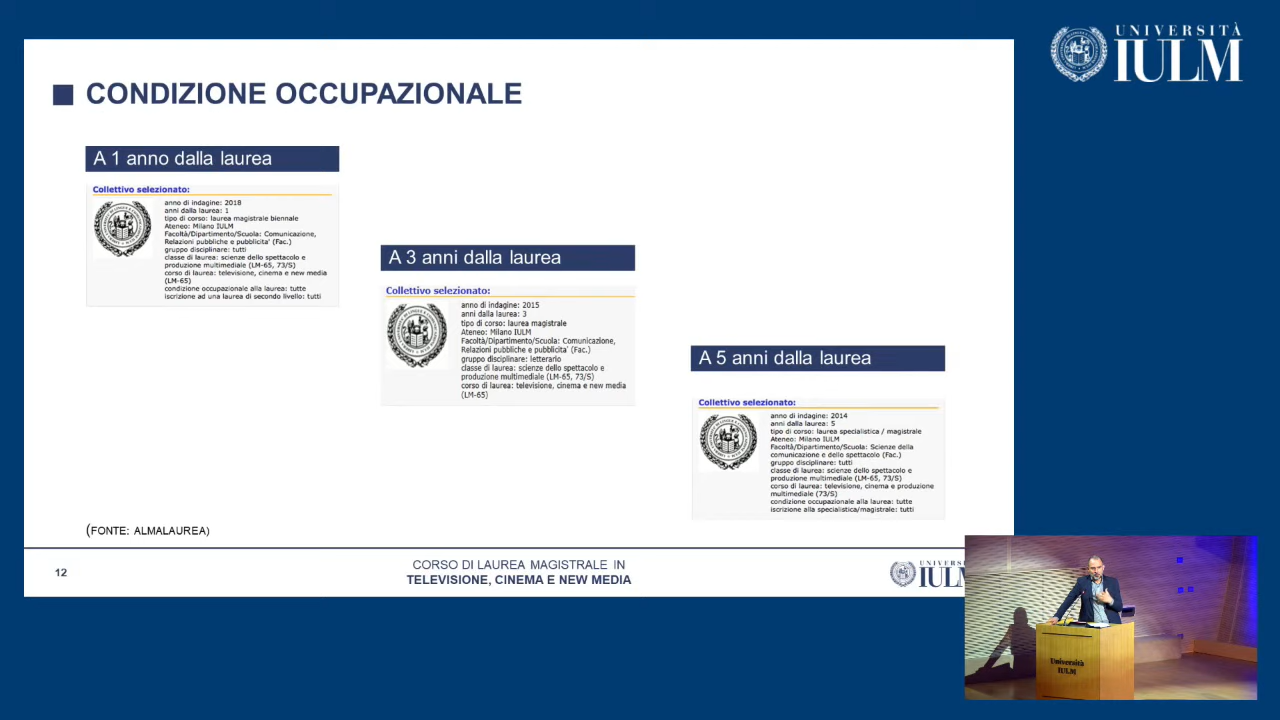 UNIVERSITÀ
IULM
CONDIZIONE OCCUPAZIONALE
A 1 anno dalla laurea
Collettivo selezionato:
anno di indagine: 2018
anni dalla laurea: 1
tipo di corso: laurea magistrale biennale
Ateneo: Milano IULM
Facoltà/Dipartimento/Scuola: Comunicazione,
Relazioni pubbliche e pubblicita' (Fac.)
gruppo disciplinare: tutti
classe di laurea: scienze dello spettacolo e
produzione multimediale (LM-65, 73/S)
corso di laurea: televisione, cinema e new media
(LM-65)
condizione occupazionale alla laurea: tutte
iscrizione ad una laurea di secondo livello: tutti
A 3 anni dalla laurea
Collettivo selezionato:
anno di indagine: 2015
anni dalla laurea: 3
tipo di corso: laurea magistrale
Ateneo: Milano IULM
Facoltà/Dipartimento/Scuola: Comunicazione,
Relazioni pubbliche e pubblicita' (Fac.)
gruppo disciplinare: letterario
classe di laurea: scienze dello spettacolo e
produzione multimediale (LM-65, 73/S)
corso di laurea: televisione, cinema e new media
(LM-65)
A 5 anni dalla laurea
Collettivo selezionato:
anno di indagine: 2014
anni dalla laurea: 5
tipo di corso: laurea specialistica / magistrale
Ateneo: Milano IULM
Facoltà/Dipartimento/Scuola: Scienze della
comunicazione e dello spettacolo (Fac.)
gruppo disciplinare: tutti
classe di laurea: scienze dello spettacolo e
produzione multimediale (LM-65, 73/S)
corso di laurea: televisione, cinema e produzione
multimediale (73/S)
condizione occupazionale alla laurea: tutte
iscrizione alla specialistica/magistrale: tutti
(FONTE: ALMALAUREA)
12
CORSO DI LAUREA MAGISTRALE IN
TELEVISIONE, CINEMA E NEW MEDIA
Università
IULM